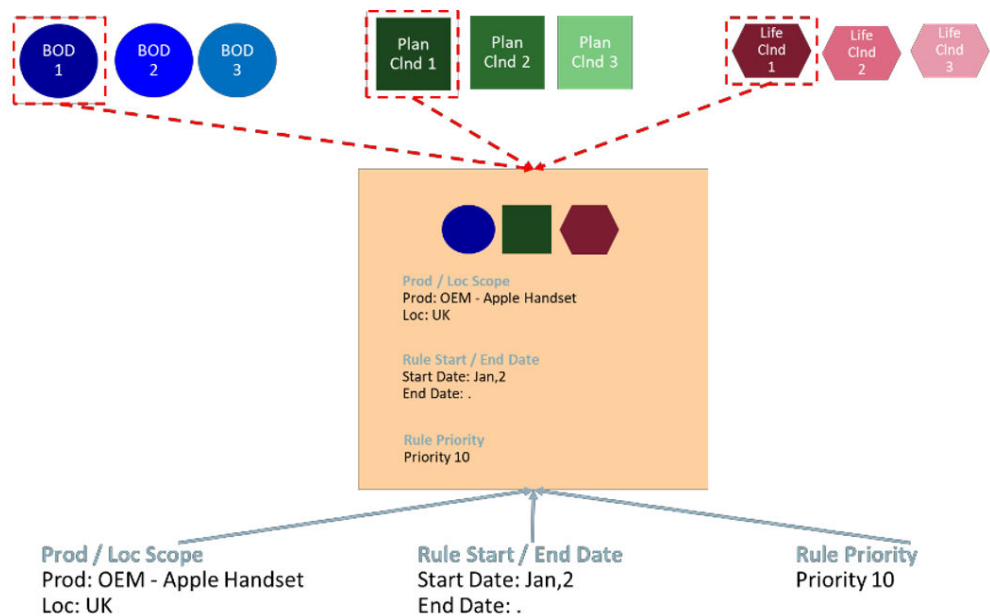 BOD
1
BOD
2
BOD
3
Plan
Clnd 1
Plan
Clnd 2
Plan
Clnd 3
Life
Clnd
1
Life
Clnd
2
Life
Clnd
3
Prod / Loc Scope
Prod: OEM - Apple Handset
Loc: UK
Rule Start / End Date
Start Date: Jan,2
End Date: .
Rule Priority
Priority 10
Prod / Loc Scope
Prod: OEM - Apple Handset
Loc: UK
Rule Start / End Date
Start Date: Jan,2
End Date: .
Rule Priority
Priority 10